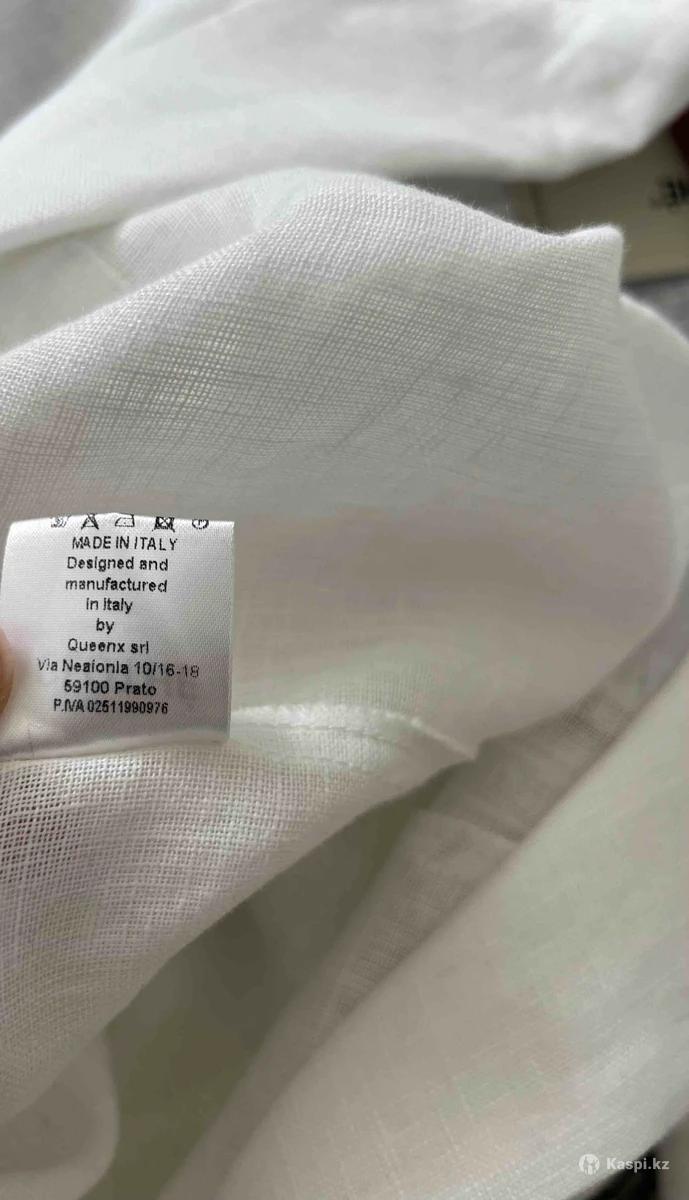 MADE IN ITALY
Designed and
manufactured
in Italy
by
Queenx srl
Via Neaionia 10/16-18
59100 Prato
P.IVA 02511990976
Kaspi.kz